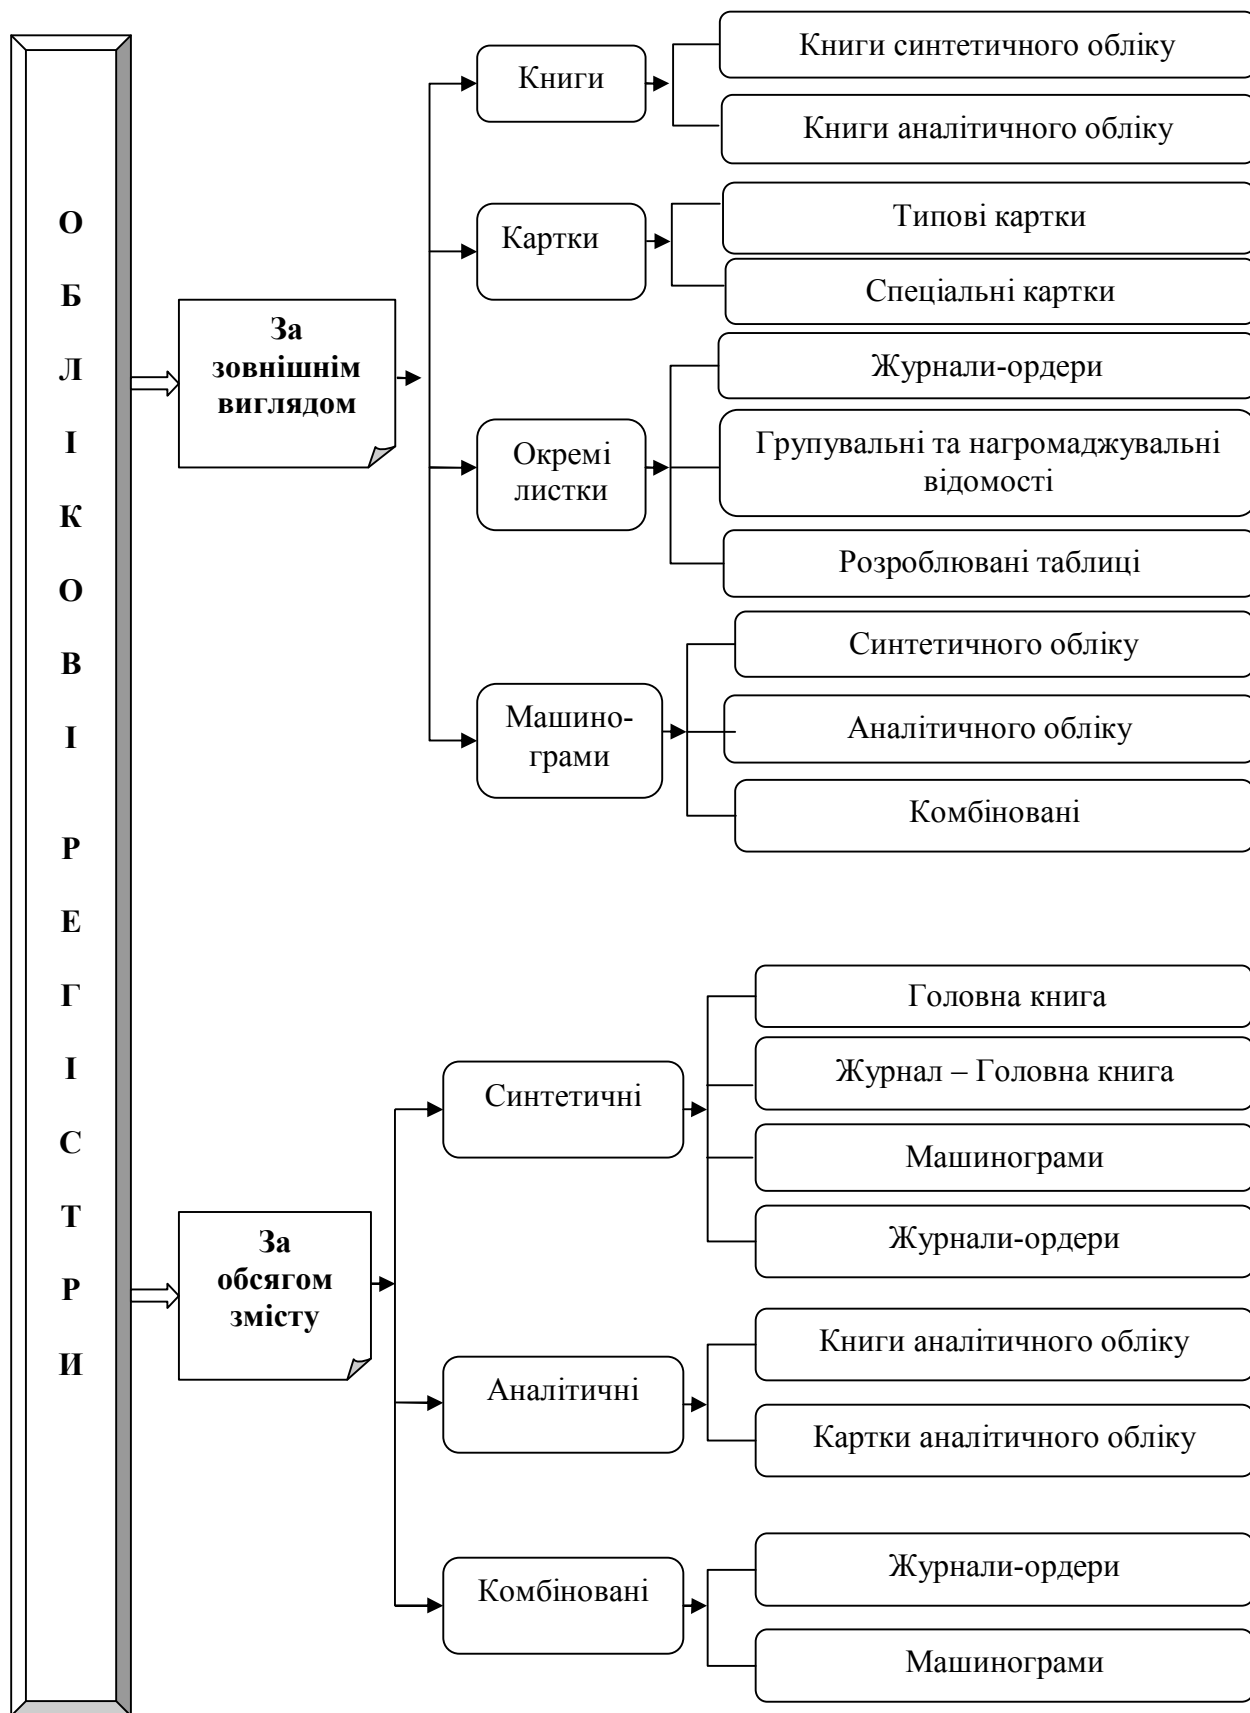 ОБЛІКОВІ РЕГІСТРИ
За
зовнішнім
виглядом
Книги
Книги синтетичного обліку
Книги аналітичного обліку
Картки
Типові картки
Спеціальні картки
Окремі
листки
Журнали-ордери
Групувальні та нагромаджувальні
відомості
Розроблювані таблиці
Машино-
грами
Синтетичного обліку
Аналітичного обліку
Комбіновані
За
обсягом
змісту
Синтетичні
Головна книга
Журнал – Головна книга
Машинограми
Журнали-ордери
Аналітичні
Книги аналітичного обліку
Картки аналітичного обліку
Комбіновані
Журнали-ордери
Машинограми